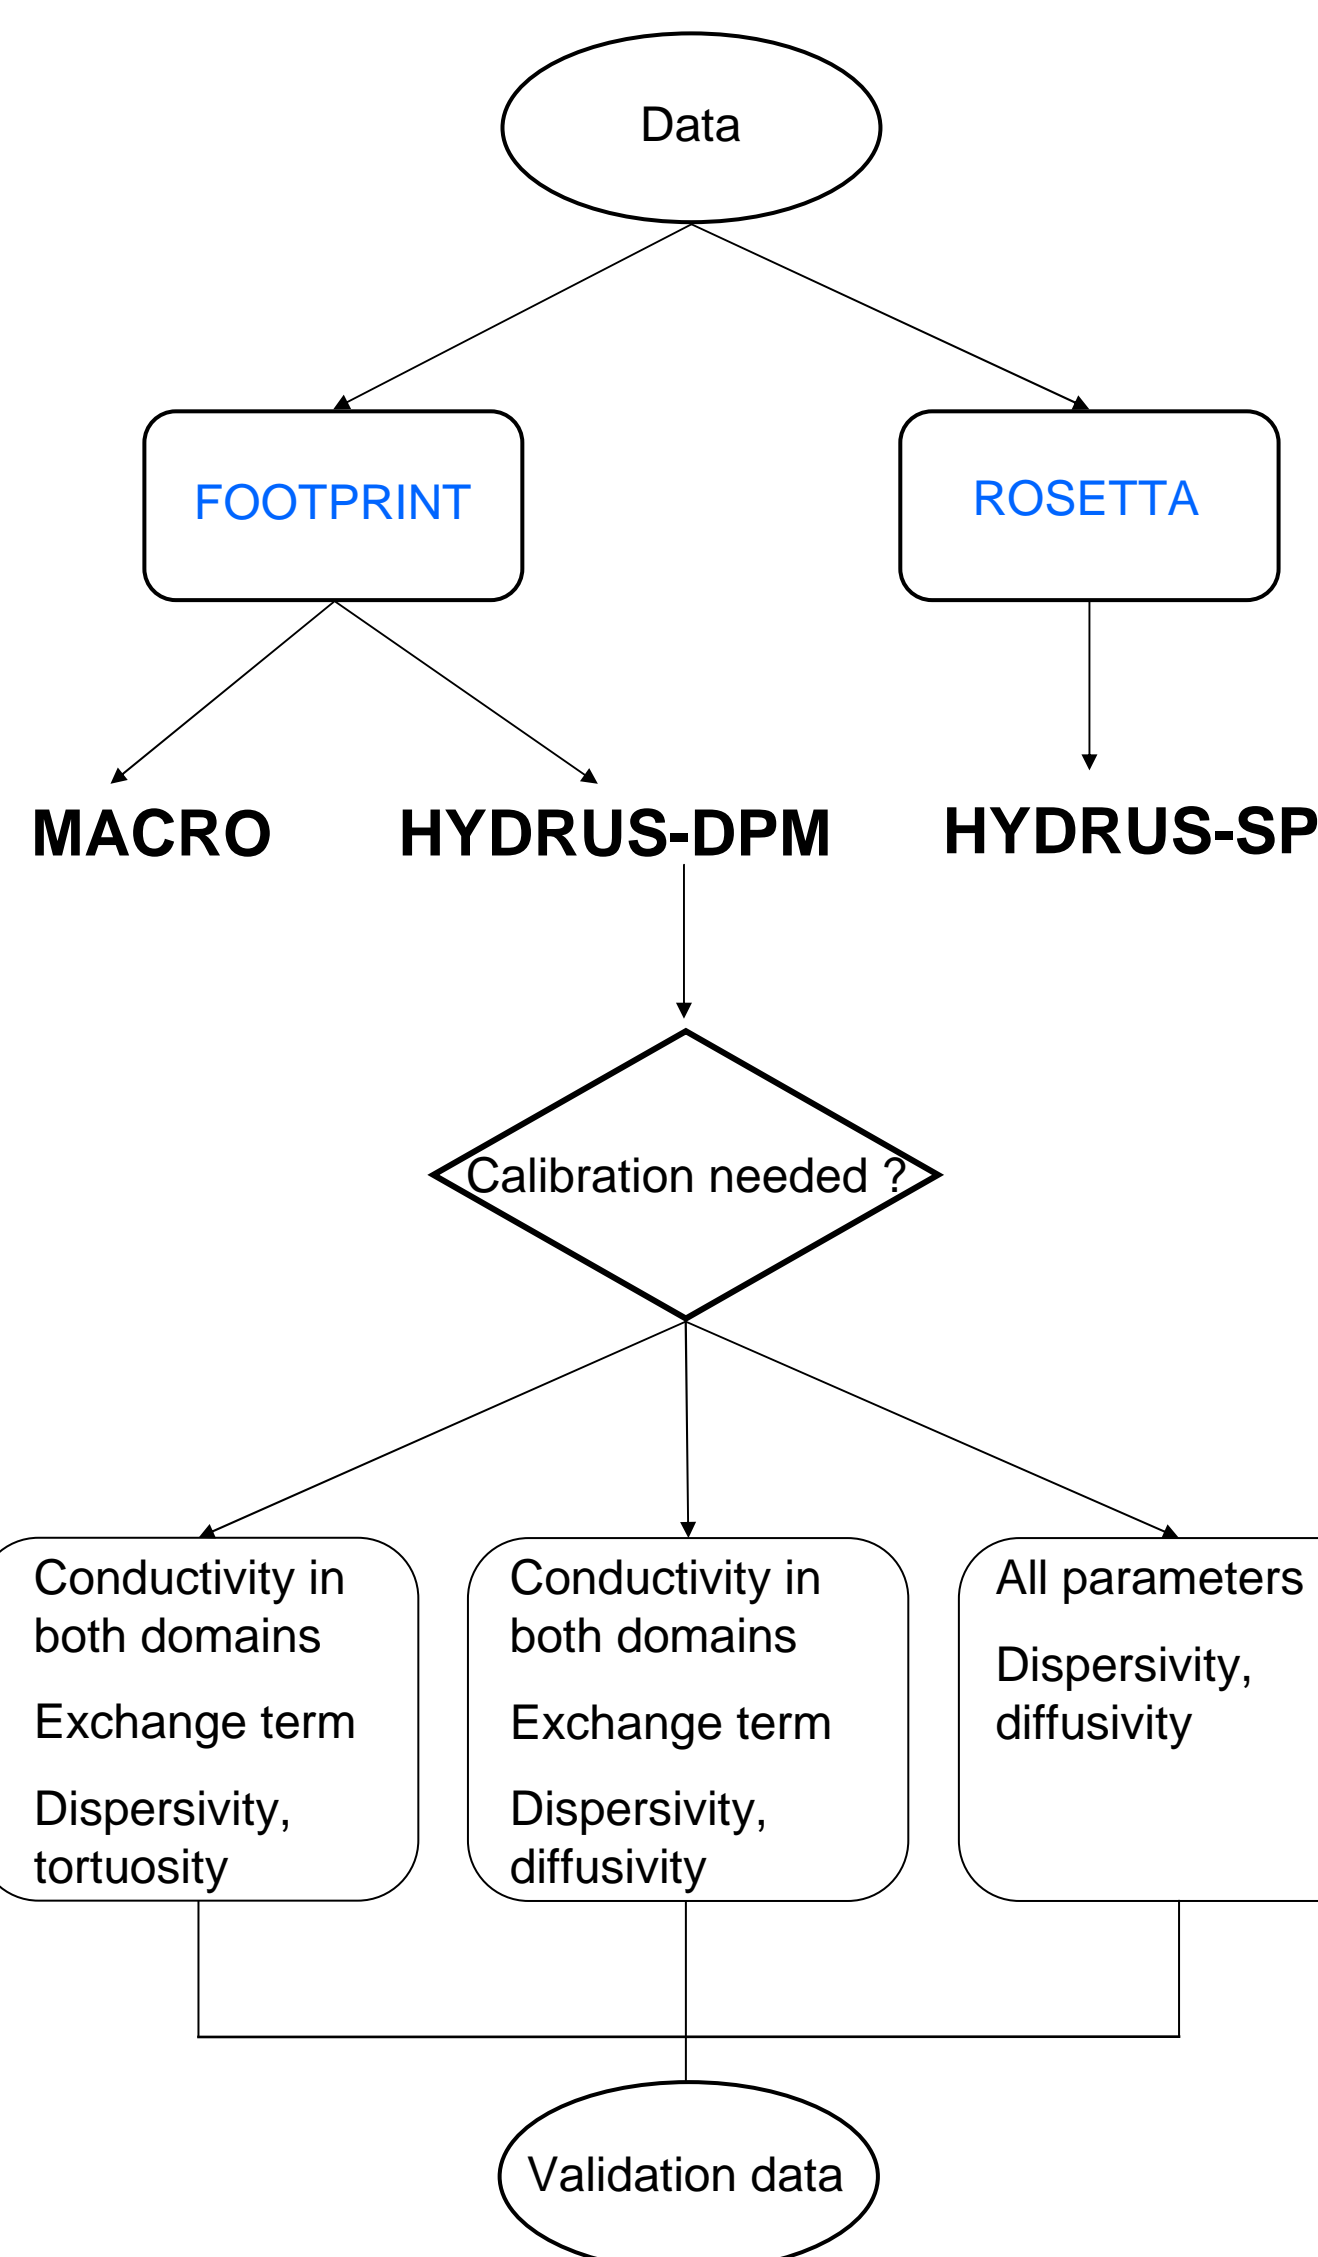 Data
FOOTPRINT
ROSETTA
MACRO
HYDRUS-DPM
HYDRUS-SP
Calibration needed ?
Conductivity in
both domains
Exchange term
Dispersivity,
tortuosity
Conductivity in
both domains
Exchange term
Dispersivity,
diffusivity
All parameters
Dispersivity,
diffusivity
Validation data